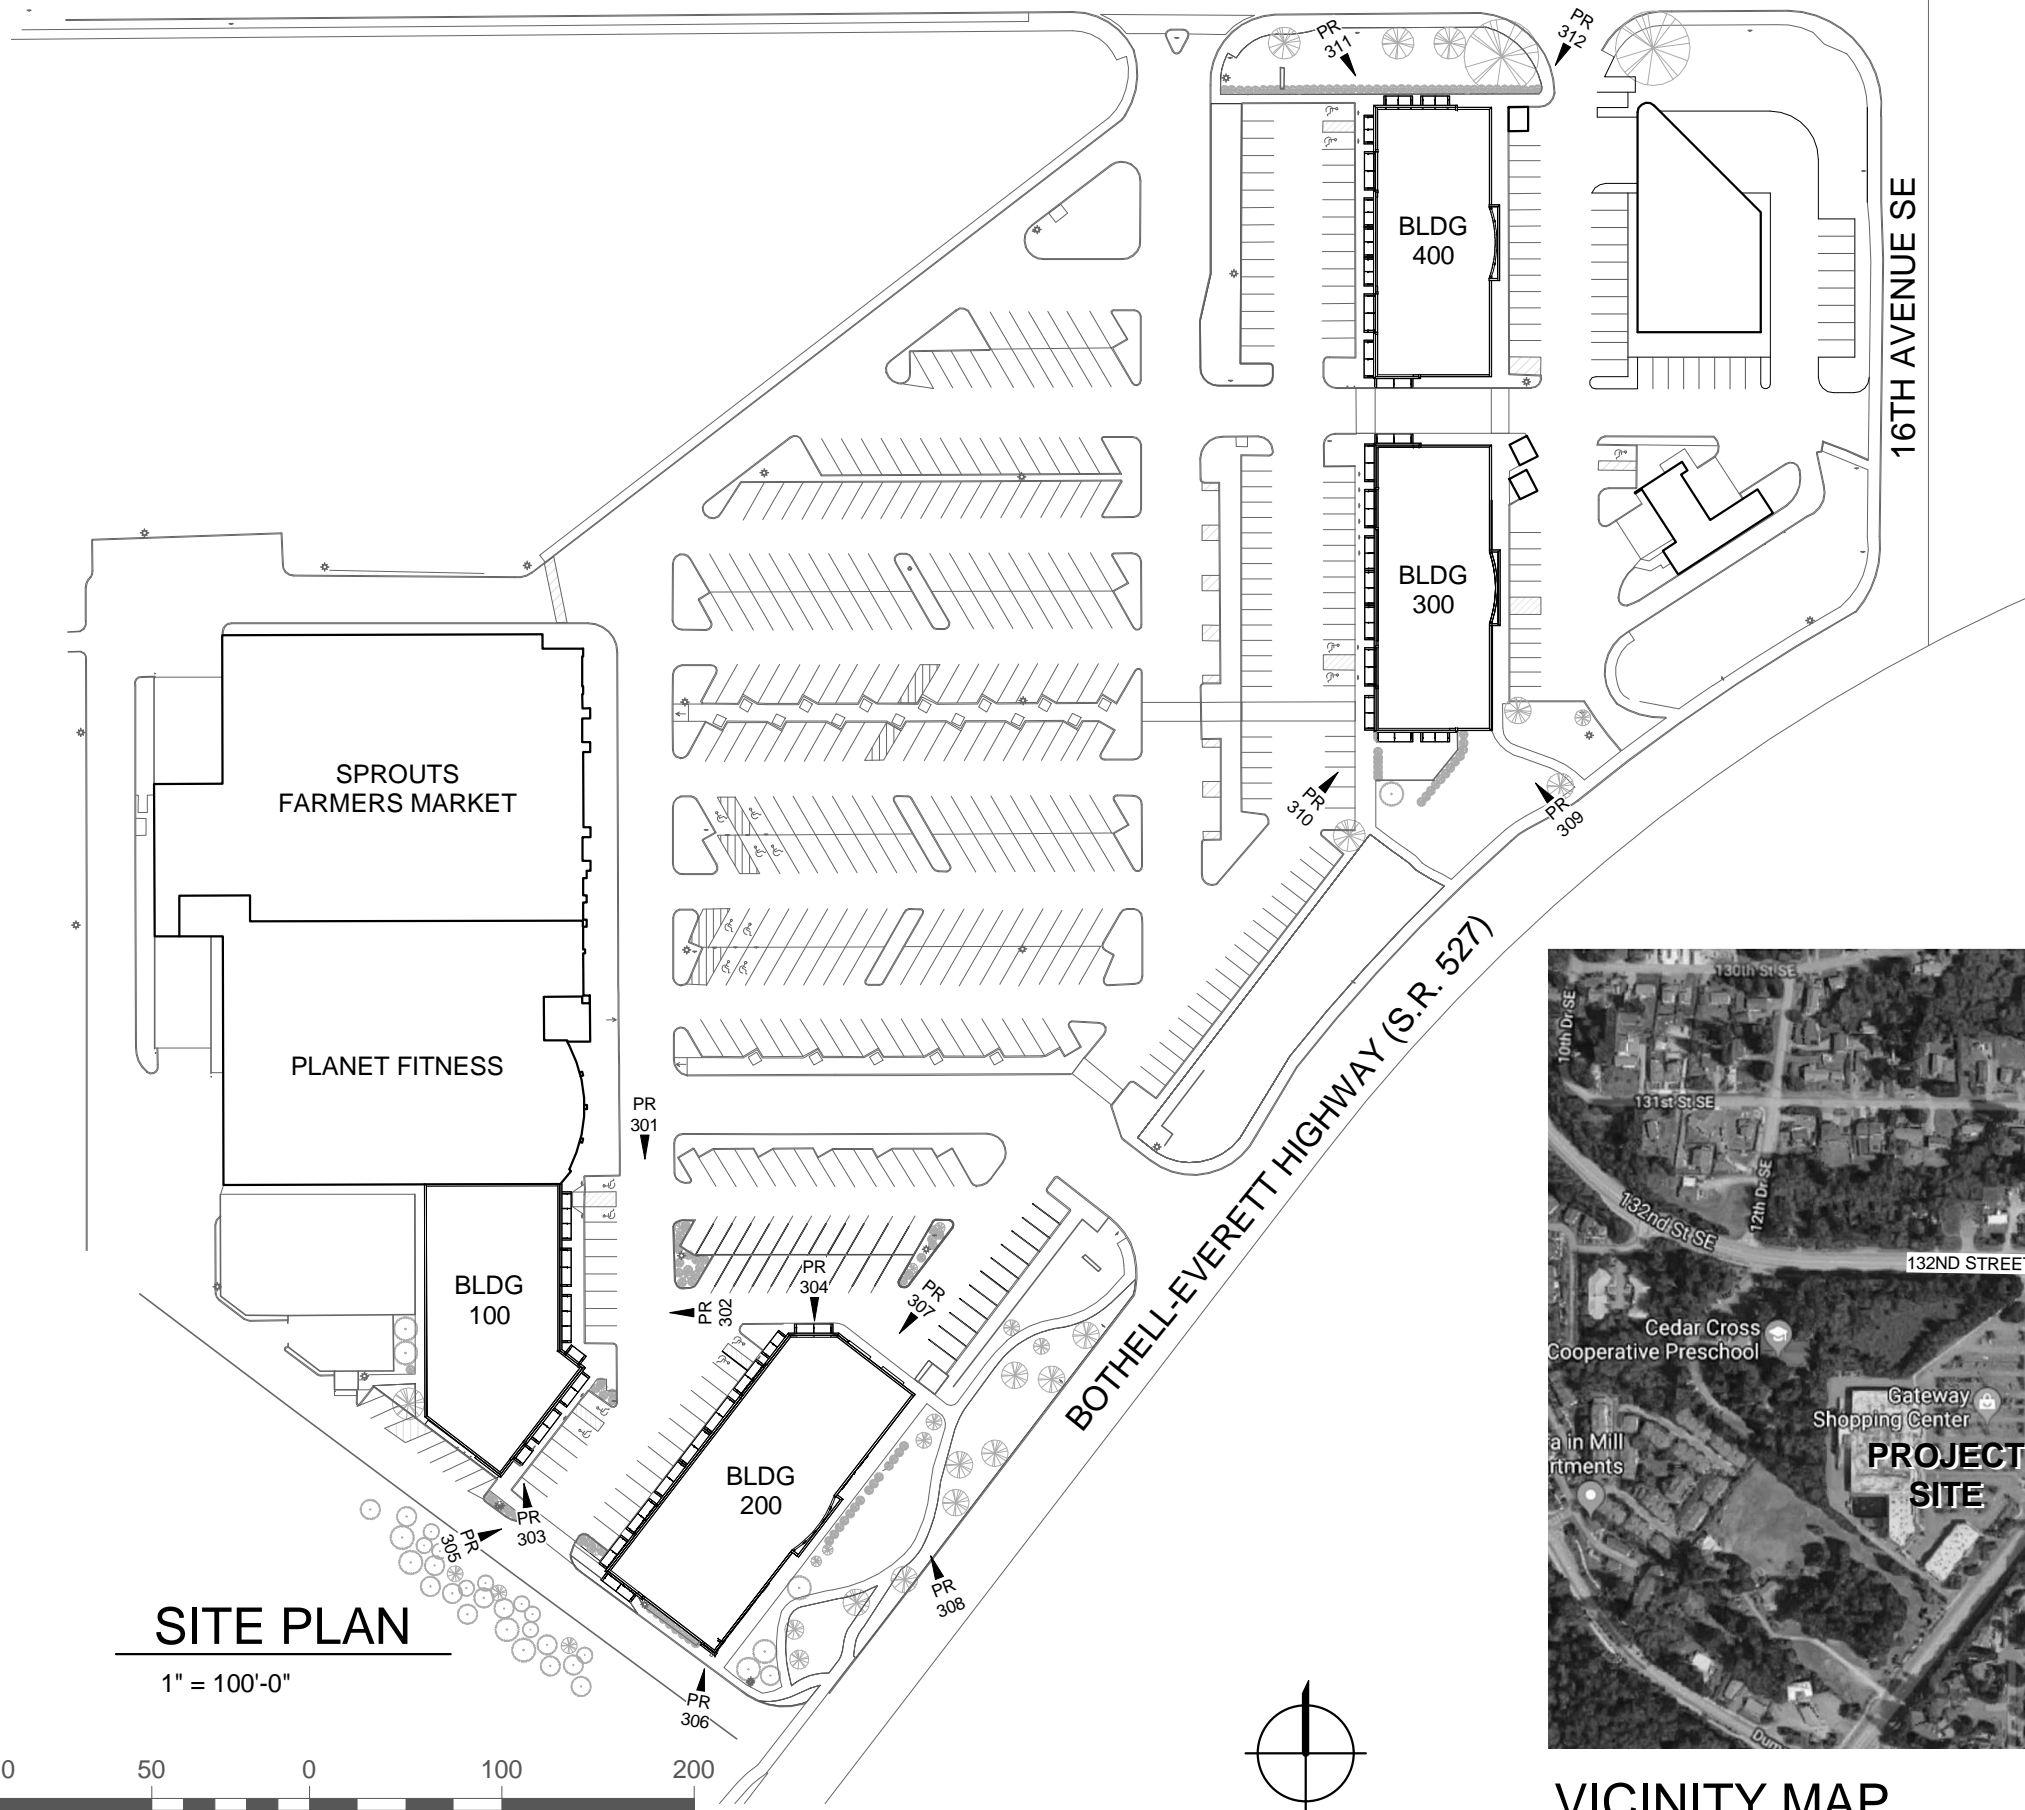 PR
311
PR
312
BLDG
400
16TH AVENUE SE
BLDG
300
SPROUTS
FARMERS MARKET
PR
310
PR
309
PLANET FITNESS
PR
301
BOTHELL-EVERETT HIGHWAY (S.R. 527)
BLDG
100
PR
302
PR
304
PR
307
BLDG
200
PR
303
PR
305
PR
308
PR
306
SITE PLAN
1" = 100'-0"
0 50 0 100 200
130th St SE
10th Dr SE
131st St SE
12th Dr SE
132nd St SE
132ND STREET
Cedar Cross
Cooperative Preschool
Gateway
Shopping Center
a in Mill
rtments
PROJECT
SITE
VICINITY MAP